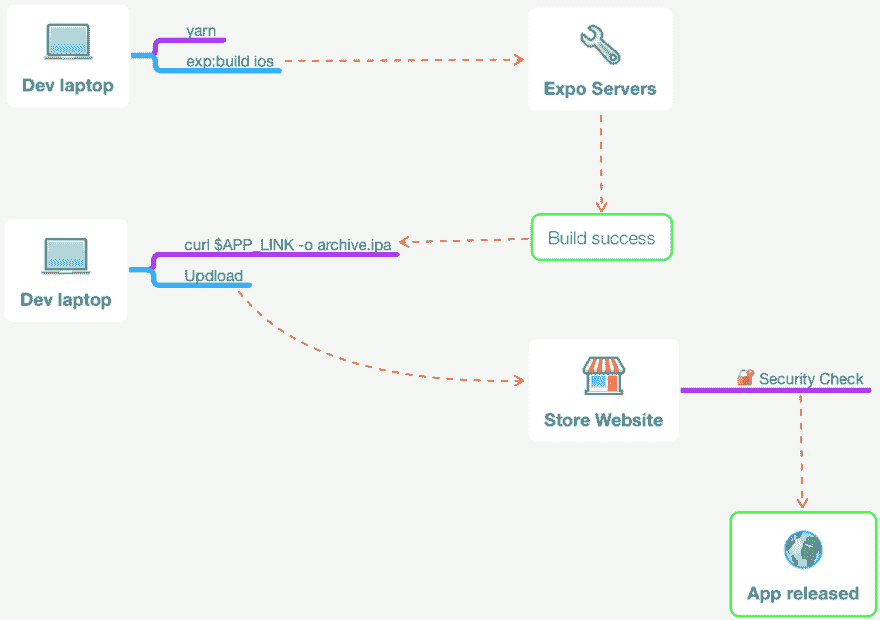 yarn
Dev laptop
exp:build ios
Expo Servers
Build success
curl $APP_LINK -o archive.ipa
Updload
Dev laptop
Store Website
Security Check
App released